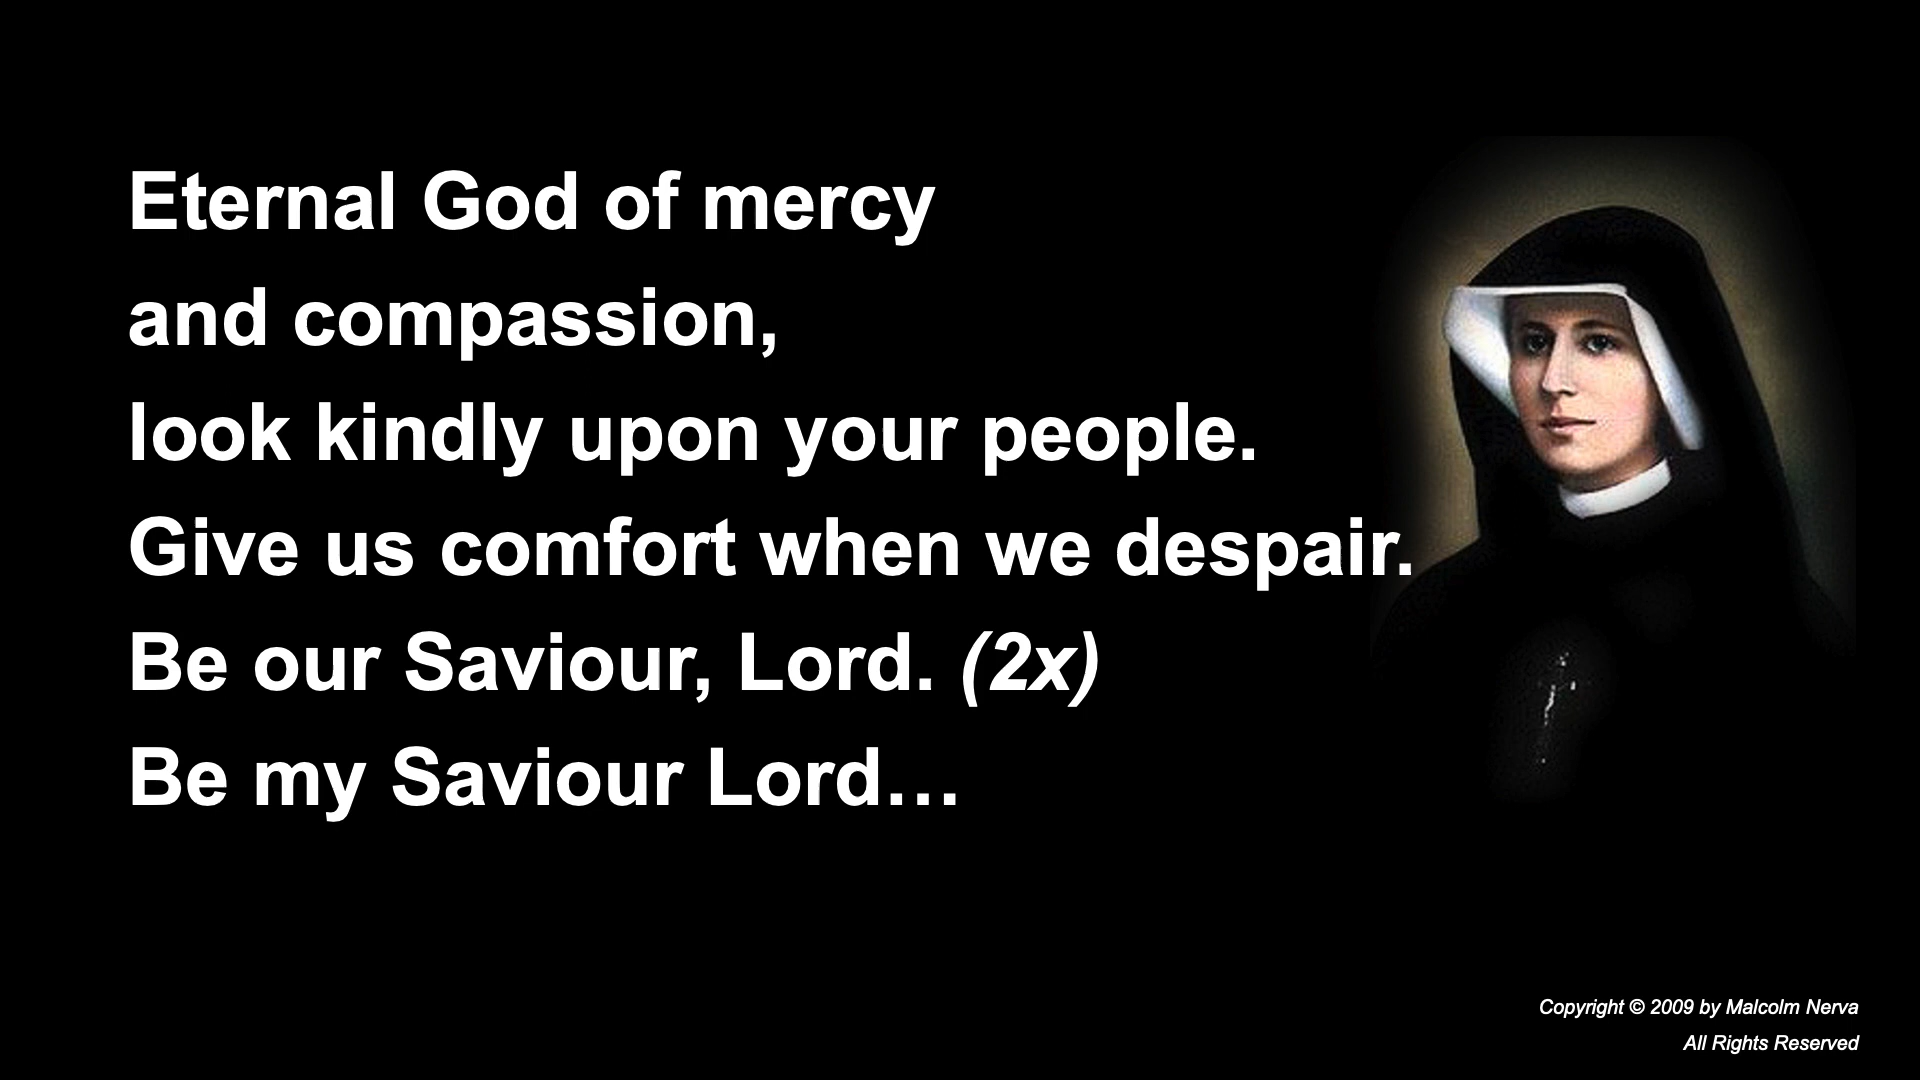 Eternal God of mercy
and compassion,
look kindly upon your people.
Give us comfort when we despair.
Be our Saviour, Lord. (2x)
Be my Saviour Lord…
Copyright © 2009 by Malcolm Nerva
All Rights Reserved